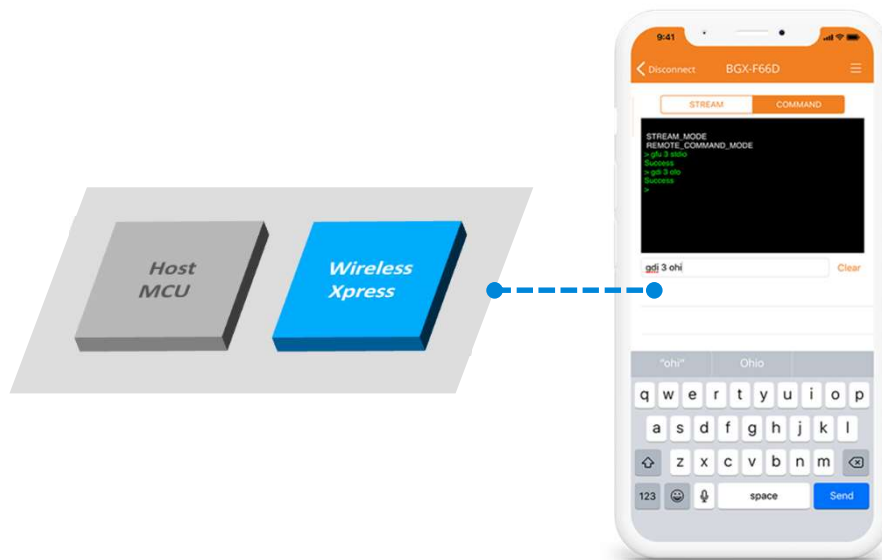 Host
MCU
Wireless
Xpress
9:41
Disconnect BGX-F66D
STREAM COMMAND
STREAM_MODE
REMOTE_COMMAND_MODE
> gfu 3 stdio
Success
> gdi 3 olo
Success
>
gdi 3 ohi Clear
"ohi" Ohio
q w e r t y u i o p
a s d f g h j k l
z x c v b n m
123 space Send